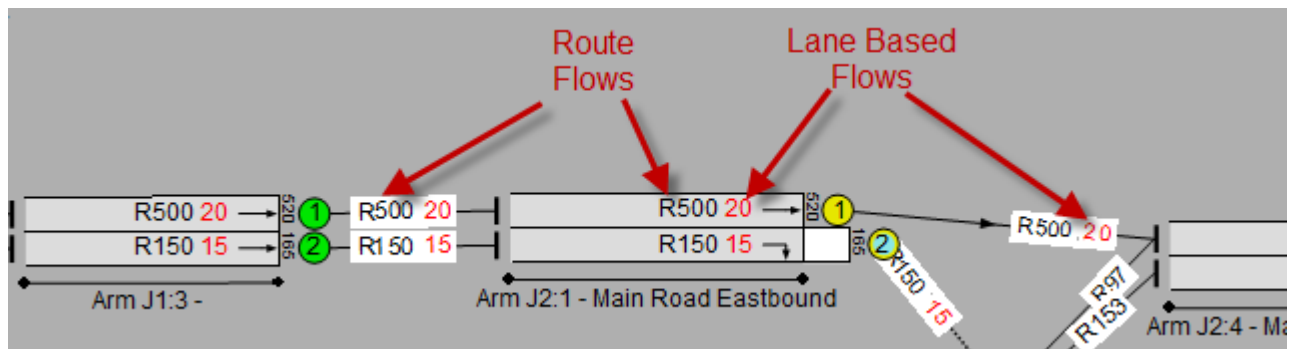 Route
Flows
Lane Based
Flows
R500 20
520
1
R500 20
R500 20
520
1
R500 20
R150 15
165
2
R150 15
R150 15
165
2
R150 15
R97
R153
Arm J1:3 -
Arm J2:1 - Main Road Eastbound
Arm J2:4 - Ma